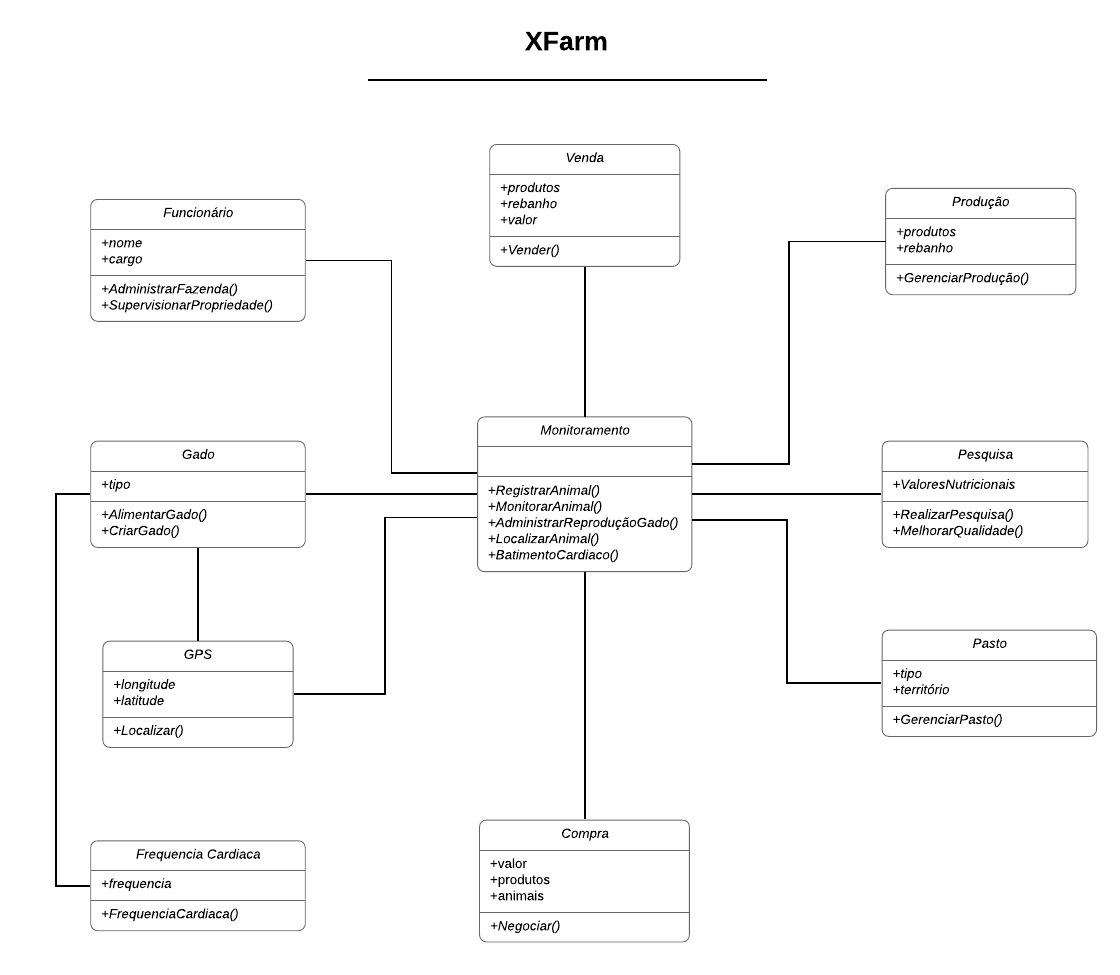 XFarm
Venda
+produtos
+rebanho
+valor
+Vender()
Funcionário
+nome
+cargo
+AdministrarFazenda()
+SupervisionarPropriedade()
Produção
+produtos
+rebanho
+GerenciarProdução()
Monitoramento
+RegistrarAnimal()
+MonitorarAnimal()
+AdministrarReproduçãoGado()
+LocalizarAnimal()
+BatimentoCardiaco()
Gado
+tipo
+AlimentarGado()
+CriarGado()
Pesquisa
+ValoresNutricionais
+RealizarPesquisa()
+MelhorarQualidade()
GPS
+longitude
+latitude
+Localizar()
Pasto
+tipo
+território
+GerenciarPasto()
Frequencia Cardiaca
+frequencia
+FrequenciaCardiaca()
Compra
+valor
+produtos
+animais
+Negociar()